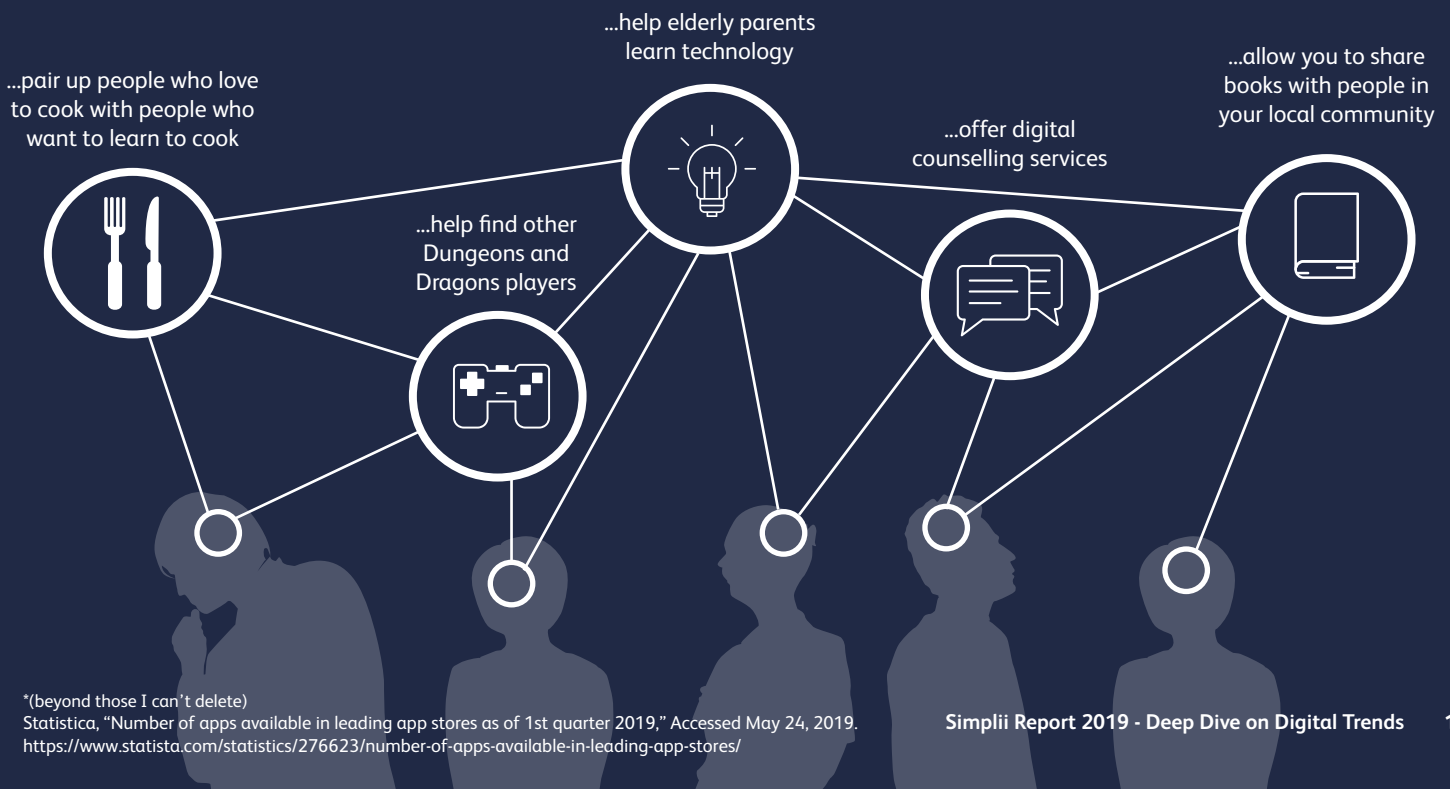 ...help elderly parents
learn technology
...pair up people who love
to cook with people who
want to learn to cook
...allow you to share
books with people in
your local community
...offer digital
counselling services
...help find other
Dungeons and
Dragons players
*(beyond those I can't delete)
Statistica, “Number of apps available in leading app stores as of 1st quarter 2019,” Accessed May 24, 2019.
https://www.statista.com/statistics/276623/number-of-apps-available-in-leading-app-stores/
Simplii Report 2019 - Deep Dive on Digital Trends